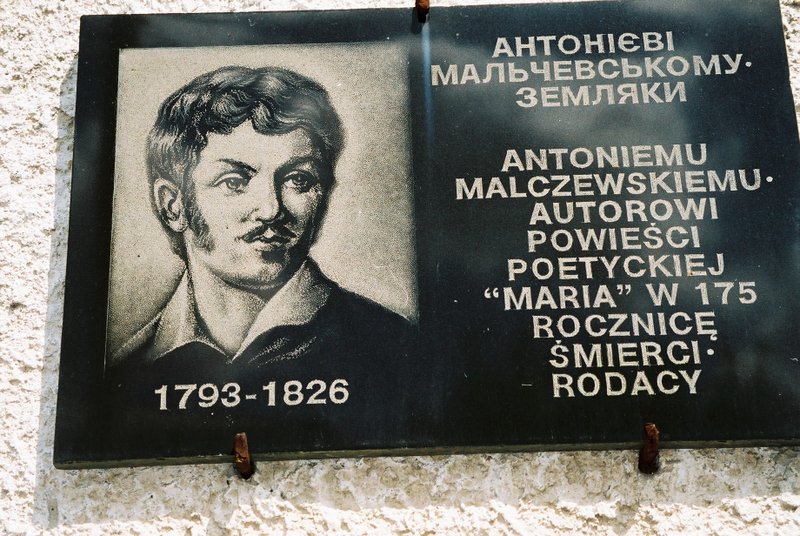 АНТОНІЄВІ
МАЛЬЧЕВСЬКОМУ·
ЗЕМЛЯКИ
ANTONIEMU
MALCZEWSKIEMU·
AUTOROWI
POWIEŚCI
POETYCKIEJ
“MARIA” W 175
ROCZNICĘ
ŚMIERCI·
RODACY
1793-1826